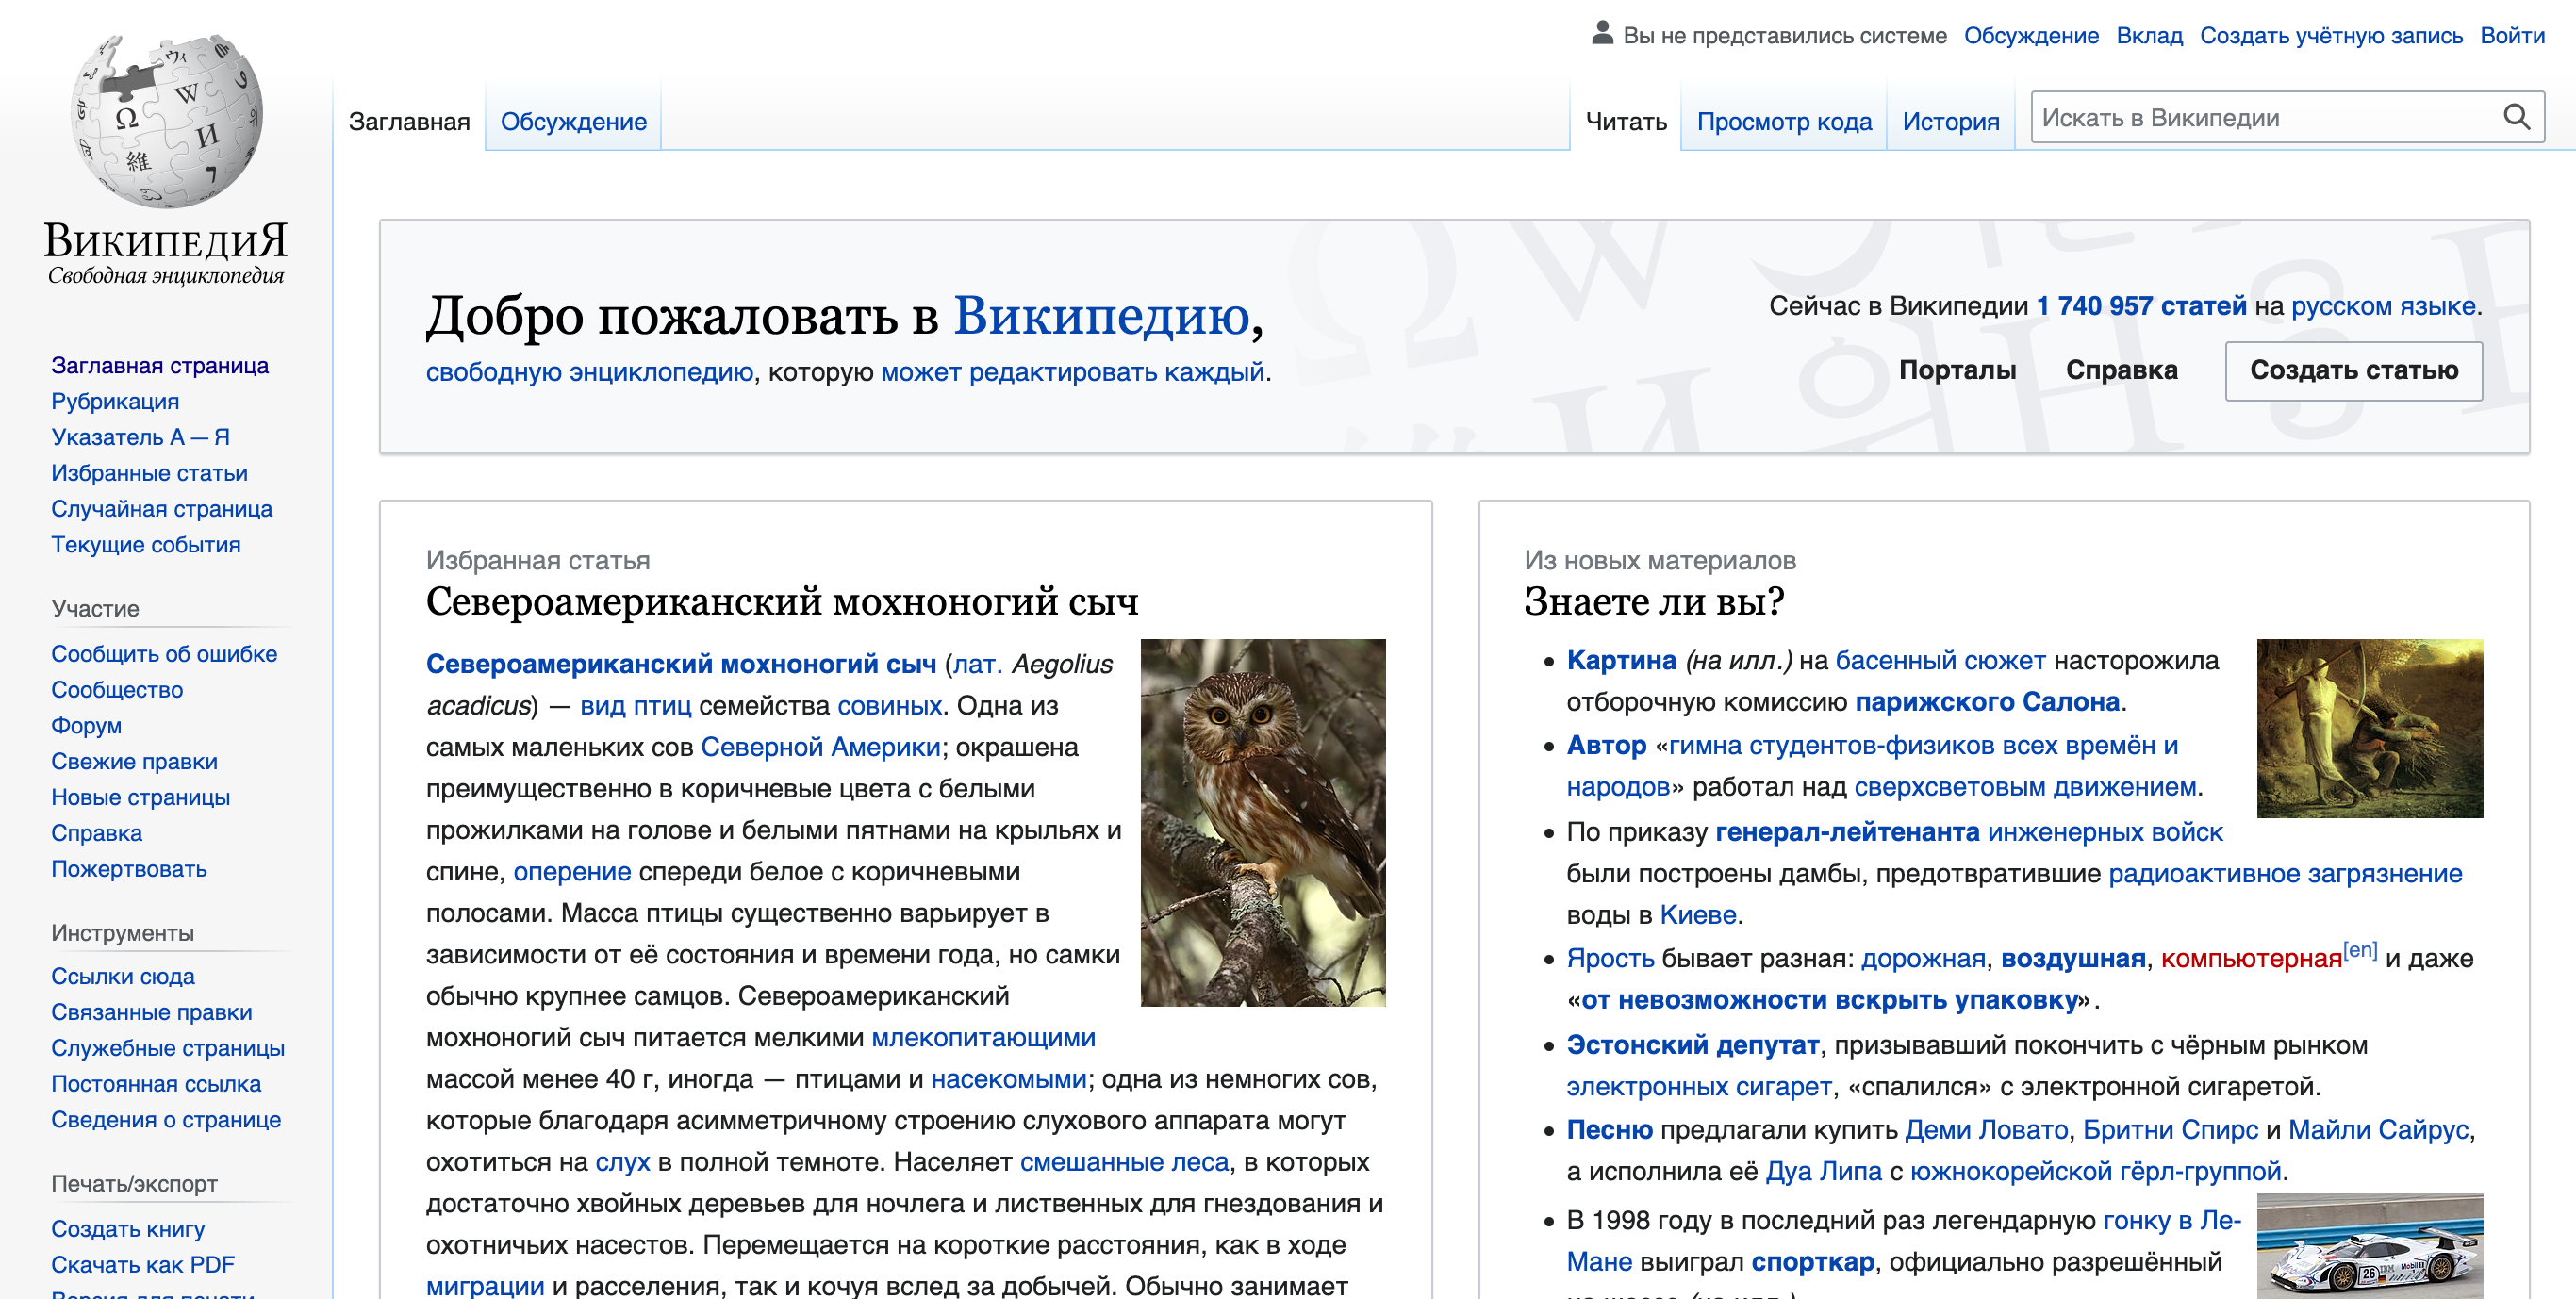 Вы не представились системе Обсуждение Вклад Создать учётную запись Войти
Заглавная Обсуждение Читать Просмотр кода История Искать в Википедии
ВикипедиЯ
Свободная энциклопедия
Заглавная страница
Рубрикация
Указатель А — Я
Избранные статьи
Случайная страница
Текущие события
Участие
Сообщить об ошибке
Сообщество
Форум
Свежие правки
Новые страницы
Справка
Пожертвовать
Инструменты
Ссылки сюда
Связанные правки
Служебные страницы
Постоянная ссылка
Сведения о странице
Печать/экспорт
Создать книгу
Скачать как PDF
Версия для печати
Добро пожаловать в Википедию,
свободную энциклопедию, которую может редактировать каждый.
Сейчас в Википедии 1 740 957 статей на русском языке.
Порталы Справка Создать статью
Избранная статья
Североамериканский мохноногий сыч
Североамериканский мохноногий сыч (лат. Aegolius
acadicus) — вид птиц семейства совиных. Одна из
самых маленьких сов Северной Америки; окрашена
преимущественно в коричневые цвета с белыми
прожилками на голове и белыми пятнами на крыльях и
спине, оперение спереди белое с коричневыми
полосами. Масса птицы существенно варьирует в
зависимости от её состояния и времени года, но самки
обычно крупнее самцов. Североамериканский
мохноногий сыч питается мелкими млекопитающими
массой менее 40 г, иногда — птицами и насекомыми; одна из немногих сов,
которые благодаря асимметричному строению слухового аппарата могут
охотиться на слух в полной темноте. Населяет смешанные леса, в которых
достаточно хвойных деревьев для ночлега и лиственных для гнездования и
охотничьих насестов. Перемещается на короткие расстояния, как в ходе
миграции и расселения, так и кочуя вслед за добычей. Обычно занимает
Из новых материалов
Знаете ли вы?
Картина (на илл.) на басенный сюжет насторожила
отборочную комиссию парижского Салона.
Автор «гимна студентов-физиков всех времён и
народов» работал над сверхсветовым движением.
По приказу генерал-лейтенанта инженерных войск
были построены дамбы, предотвратившие радиоактивное загрязнение
воды в Киеве.
Ярость бывает разная: дорожная, воздушная, компьютерная[en] и даже
«от невозможности вскрыть упаковку».
Эстонский депутат, призывавший покончить с чёрным рынком
электронных сигарет, «спалился» с электронной сигаретой.
Песню предлагали купить Деми Ловато, Бритни Спирс и Майли Сайрус,
а исполнила её Дуа Липа с южнокорейской гёрл-группой.
В 1998 году в последний раз легендарную гонку в Ле-
Мане выиграл спорткар, официально разрешённый